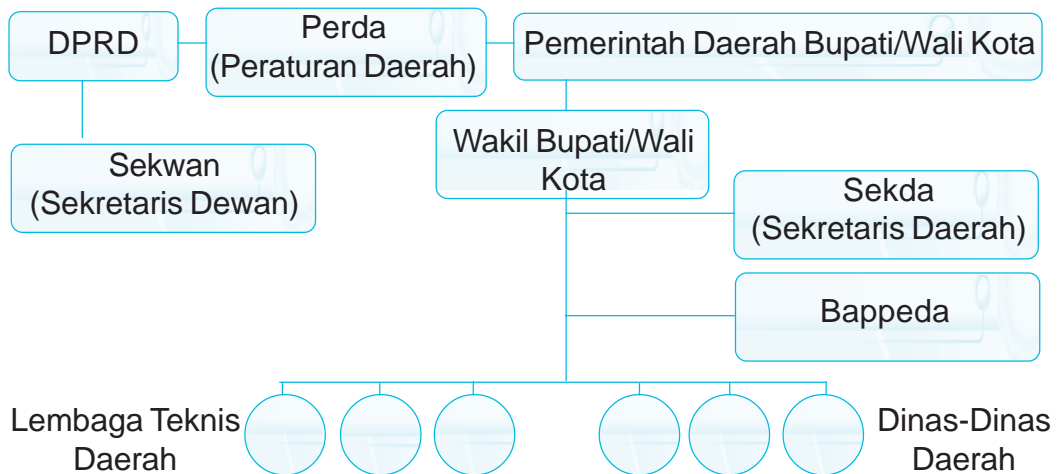 DPRD
Perda
(Peraturan Daerah)
Pemerintah Daerah Bupati/Wali Kota
Wakil Bupati/Wali
Kota
Sekwan
(Sekretaris Dewan)
Sekda
(Sekretaris Daerah)
Bappeda
Lembaga Teknis
Daerah
Dinas-Dinas
Daerah